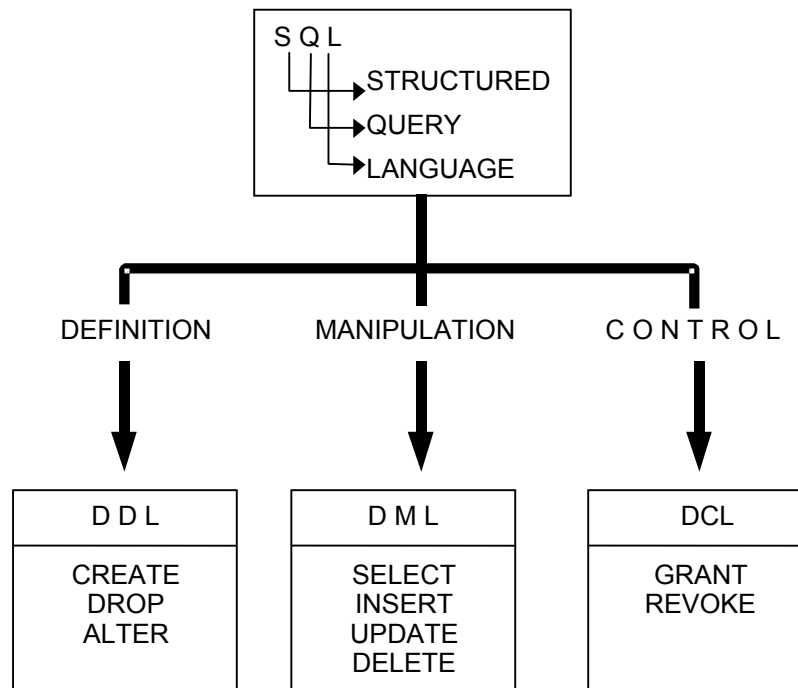 S Q L
STRUCTURED
QUERY
LANGUAGE
DEFINITION
MANIPULATION
C O N T R O L
D D L
CREATE
DROP
ALTER
D M L
SELECT
INSERT
UPDATE
DELETE
DCL
GRANT
REVOKE